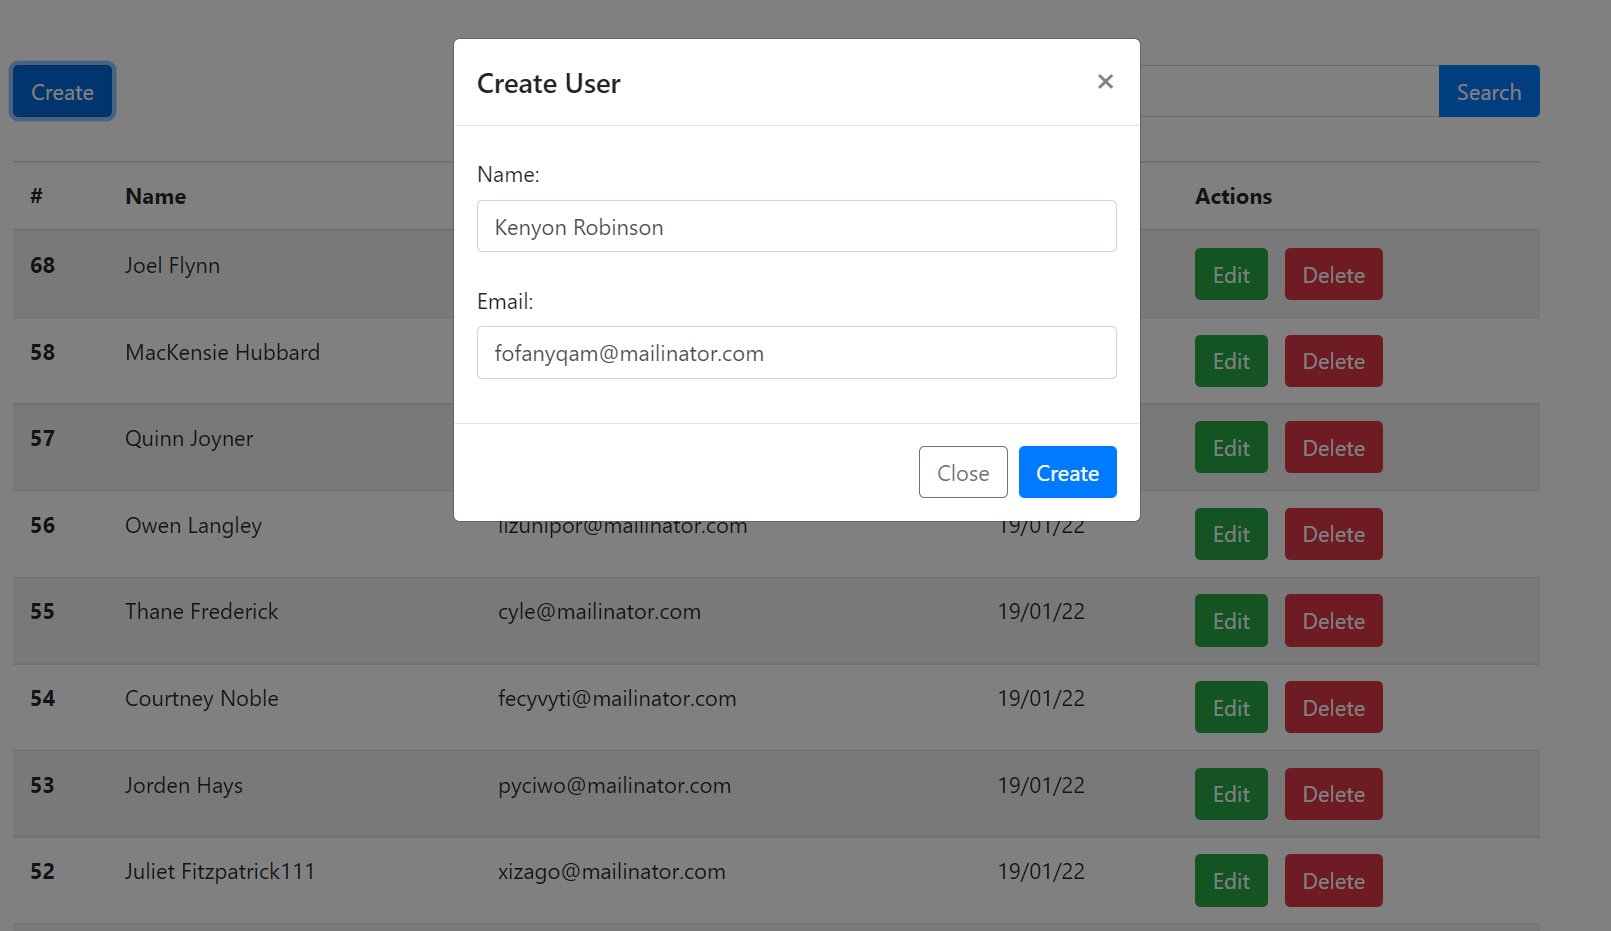 Create User ×
Create
Search
Name:
Kenyon Robinson
Email:
fofanyqam@mailinator.com
Close Create
# Name Actions
68 Joel Flynn Edit Delete
58 MacKensie Hubbard Edit Delete
57 Quinn Joyner Edit Delete
56 Owen Langley lizunipor@mailinator.com 19/01/22 Edit Delete
55 Thane Frederick cyle@mailinator.com 19/01/22 Edit Delete
54 Courtney Noble fecyvyti@mailinator.com 19/01/22 Edit Delete
53 Jorden Hays pyciwo@mailinator.com 19/01/22 Edit Delete
52 Juliet Fitzpatrick111 xizago@mailinator.com 19/01/22 Edit Delete